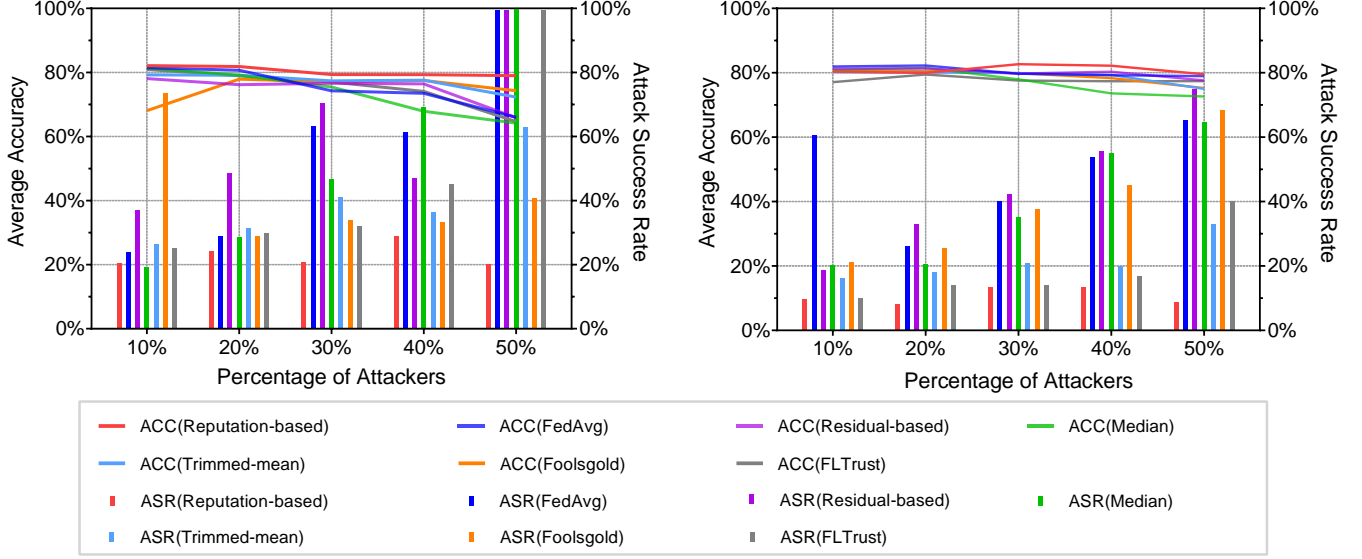 100% 100% 100% 100%
80% 80% 80% 80%
60% 60% 60% 60%
40% 40% 40% 40%
20% 20% 20% 20%
0% 0% 0% 0%
Average Accuracy
Attack Success Rate
Average Accuracy
Attack Success Rate
10% 20% 30% 40% 50%
10% 20% 30% 40% 50%
Percentage of Attackers
Percentage of Attackers
ACC(Reputation-based) ACC(FedAvg) ACC(Residual-based) ACC(Median)
ACC(Trimmed-mean) ACC(Foolsgold) ACC(FLTrust)
ASR(Reputation-based) ASR(FedAvg) ASR(Residual-based) ASR(Median)
ASR(Trimmed-mean) ASR(Foolsgold) ASR(FLTrust)